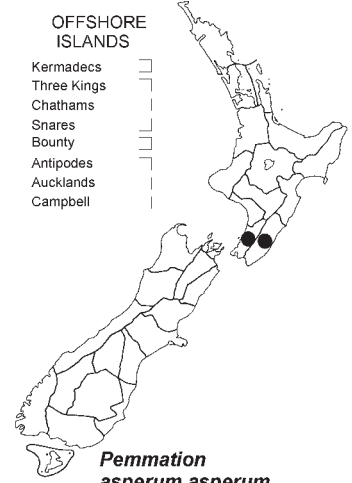 OFFSHORE
ISLANDS
Kermadecs
Three Kings
Chathams
Snares
Bounty
Antipodes
Aucklands
Campbell
Pemmation
asperum asperum